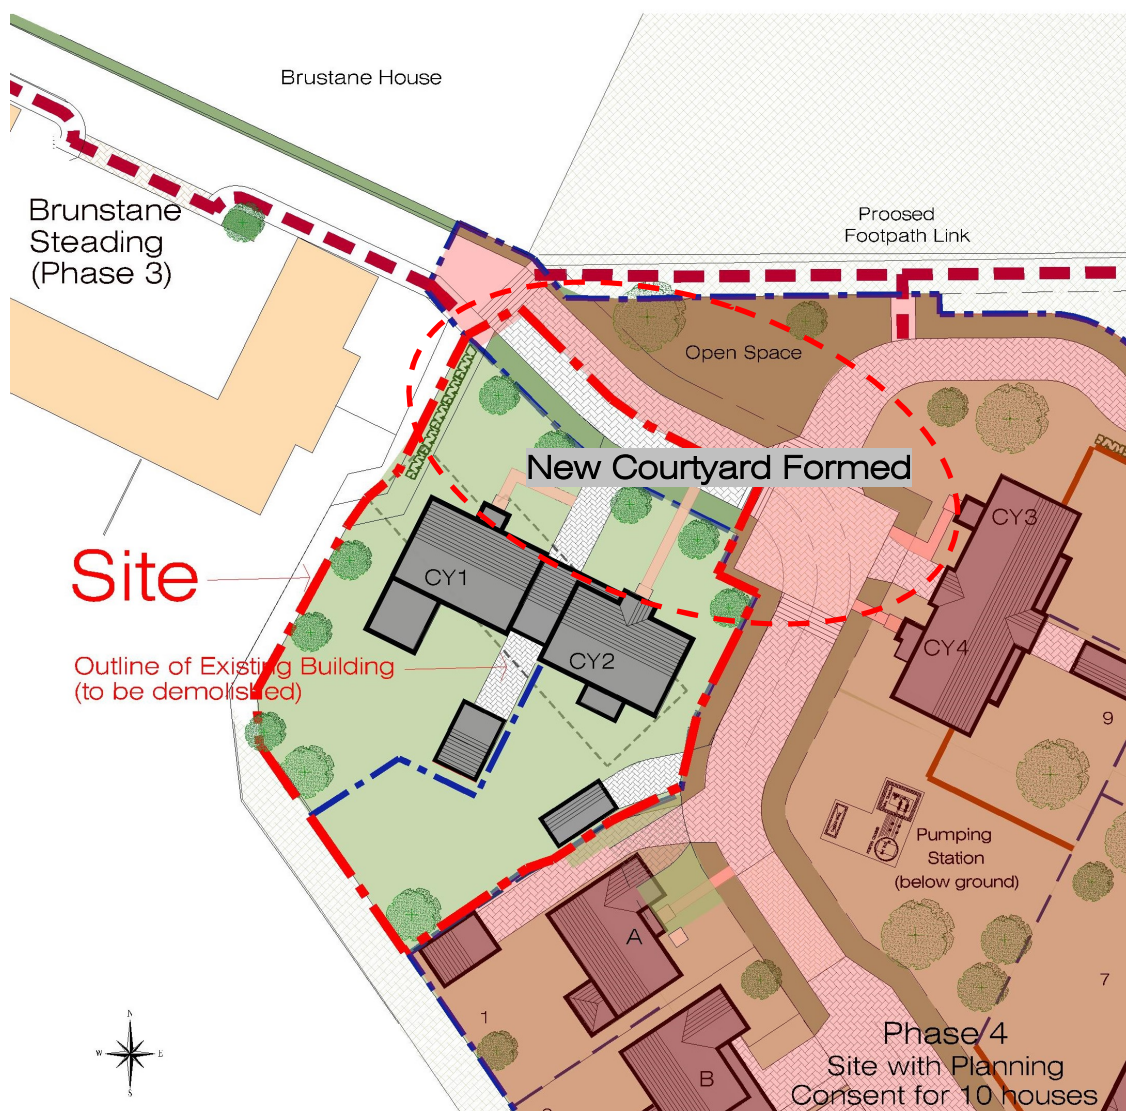 Brustane House
Brunstane
Steading
(Phase 3)
Proosed
Footpath Link
Open Space
New Courtyard Formed
CY3
Site
CY1
CY4
CY2
Outline of Existing Building
(to be demolished)
9
Pumping
Station
(below ground)
A
7
1
N
W
E
S
Phase 4
Site with Planning
Consent for 10 houses
B